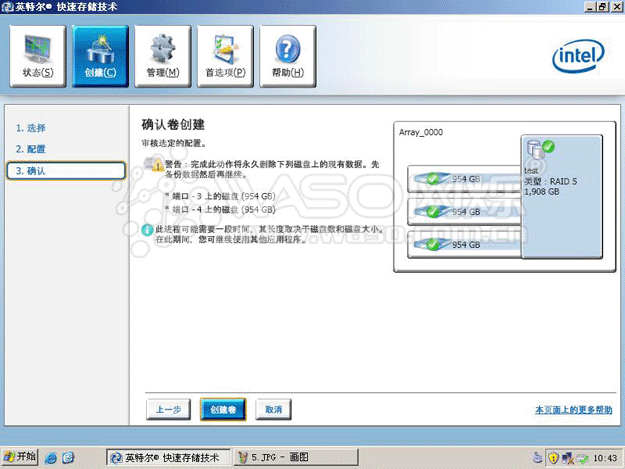 英特尔® 快速存储技术
状态(S)
创建(C)
管理(M)
首选项(P)
帮助(H)
intel
1. 选择
2. 配置
3. 确认
确认卷创建
审核选定的配置。
警告:完成此动作将永久删除下列磁盘上的现有数据。先
备份数据然后再继续。
* 端口 - 3 上的磁盘 (954 GB)
* 端口 - 4 上的磁盘 (954 GB)
此进程可能需要一段时间，其长度取决于磁盘数和磁盘大小。
在此期间，您可继续使用其他应用程序。
Array_0000
954 GB
954 GB
954 GB
test
类型：RAID 5
1,908 GB
www.waso.com.cn
上一步
创建卷
取消
本页面上的更多帮助
开始
英特尔® 快速存储技术
5.JPG - 画图
10:43